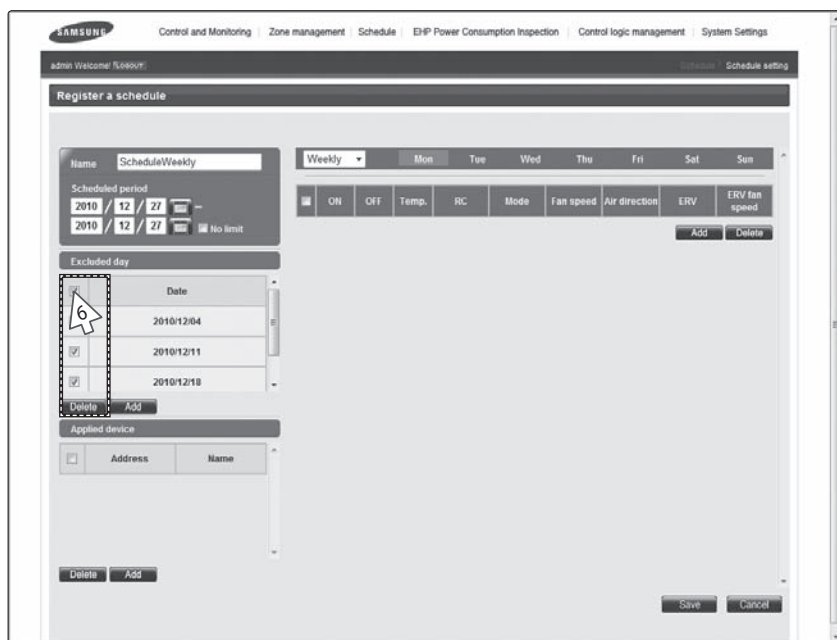 SAMSUNG
Control and Monitoring Zone management Schedule EHP Power Consumption Inspection Control logic management System Settings
admin Welcome! Logout
Schedule Schedule setting
Register a schedule
Name ScheduleWeekly
Scheduled period
2010 / 12 / 27 ~
2010 / 12 / 27 No limit
Weekly Mon Tue Wed Thu Fri Sat Sun
ON OFF Temp. RC Mode Fan speed Air direction ERV ERV fan speed
Add Delete
Excluded day
Date
6
2010/12/04
2010/12/11
2010/12/18
Delete Add
Applied device
Address Name
Delete Add
Save Cancel